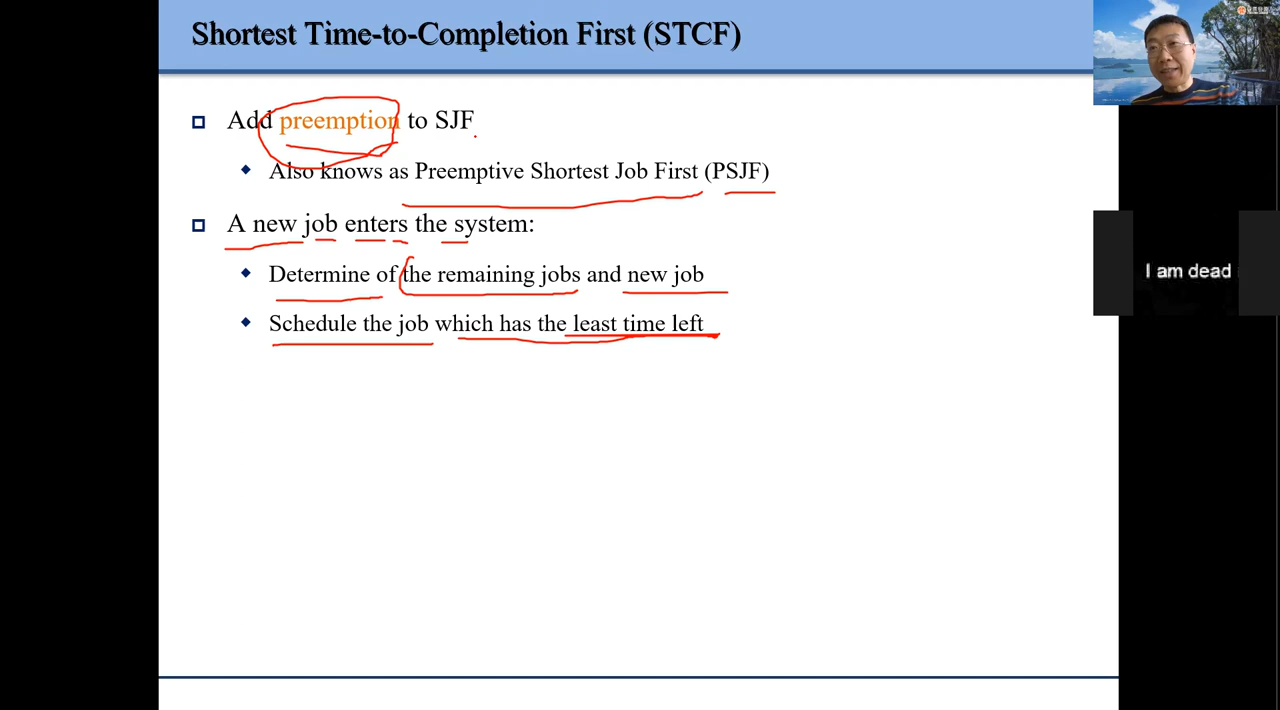 Shortest Time-to-Completion First (STCF)
Add preemption to SJF
Also knows as Preemptive Shortest Job First (PSJF)
A new job enters the system:
Determine of the remaining jobs and new job
Schedule the job which has the least time left
I am dead